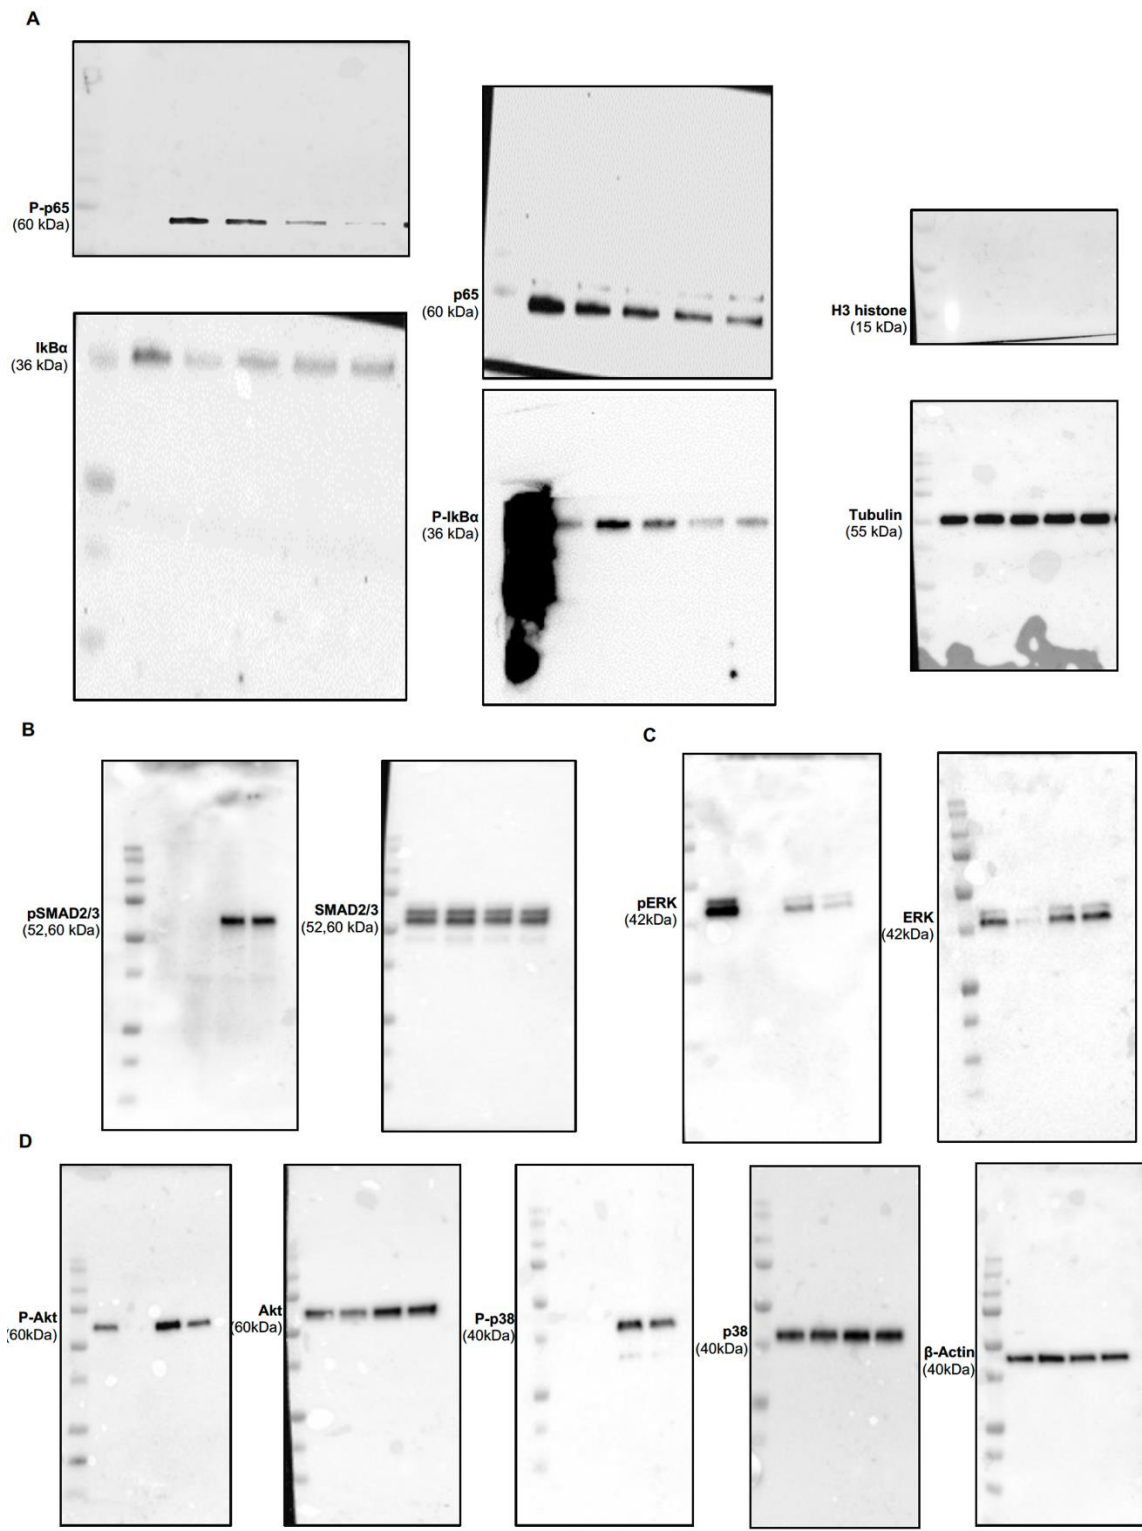 A
P-p65
(60 kDa)
p65
(60 kDa)
H3 histone
(15 kDa)
IkBα
(36 kDa)
P-IkBα
(36 kDa)
Tubulin
(55 kDa)
B
C
pSMAD2/3
(52,60 kDa)
SMAD2/3
(52,60 kDa)
pERK
(42kDa)
ERK
(42kDa)
D
P-Akt
(60kDa)
Akt
(60kDa)
P-p38
(40kDa)
p38
(40kDa)
β-Actin
(40kDa)